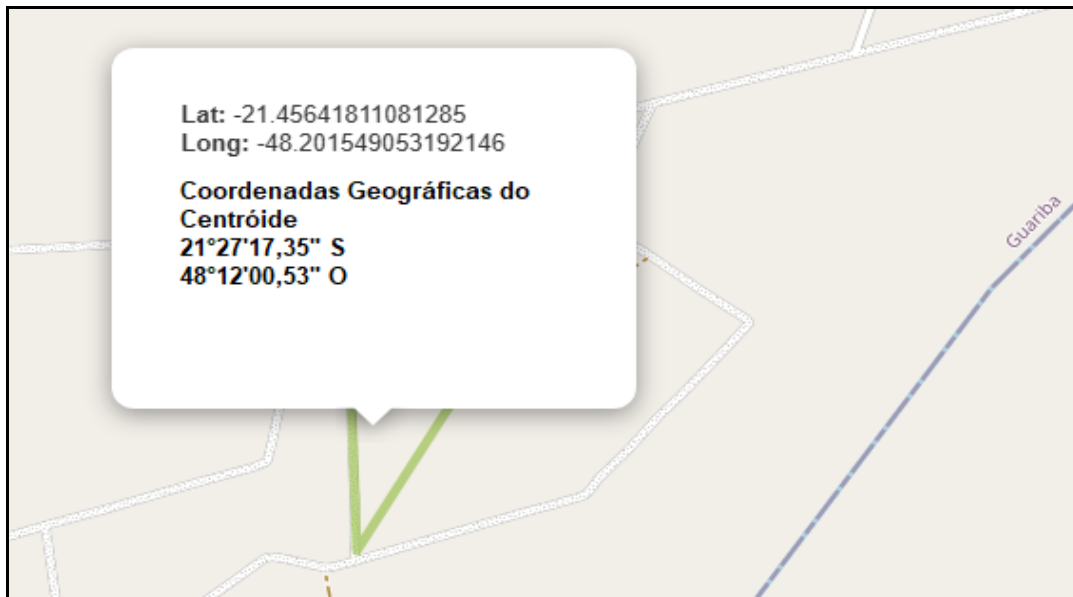 Lat: -21.45641811081285
Long: -48.201549053192146
Coordenadas Geográficas do
Centróide
21°27'17,35" S
48°12'00,53" O
Guariba